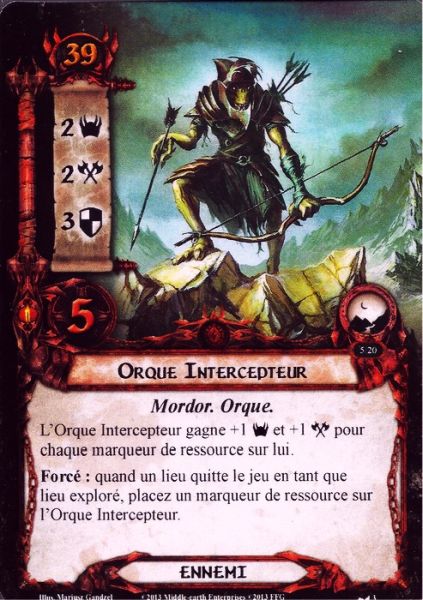 39
2
2
3
5
5.20
Orque Intercepteur
Mordor. Orque.
L'Orque Intercepteur gagne +1 et +1 pour
chaque marqueur de ressource sur lui.
Forcé : quand un lieu quitte le jeu en tant que
lieu exploré, placez un marqueur de ressource sur
l'Orque Intercepteur.
ENNEMI
Illus. Mariusz Gandzel • 2013 Middle-earth Enterprises • 2013 FFG